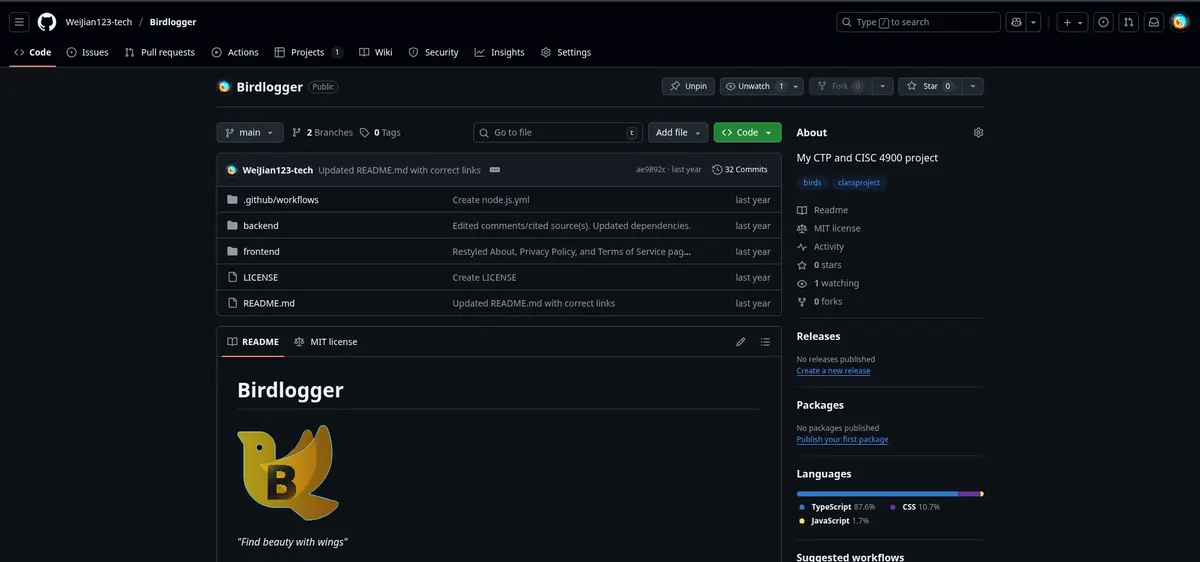 WeiJian123-tech / Birdlogger
Type / to search
Code Issues Pull requests Actions Projects 1 Wiki Security Insights Settings
Birdlogger Public
Unpin Unwatch 1 Fork 0 Star 0
main 2 Branches 0 Tags
Go to file t Add file Code
WeiJian123-tech Updated README.md with correct links ae9892c · last year 32 Commits
.github/workflows Create node.js.yml last year
backend Edited comments/cited source(s). Updated dependencies. last year
frontend Restyled About, Privacy Policy, and Terms of Service pag... last year
LICENSE Create LICENSE last year
README.md Updated README.md with correct links last year
README MIT license
Birdlogger
B
"Find beauty with wings"
About
My CTP and CISC 4900 project
birds classproject
Readme
MIT license
Activity
0 stars
1 watching
0 forks
Releases
No releases published
Create a new release
Packages
No packages published
Publish your first package
Languages
TypeScript 87.6% CSS 10.7%
JavaScript 1.7%
Suggested workflows